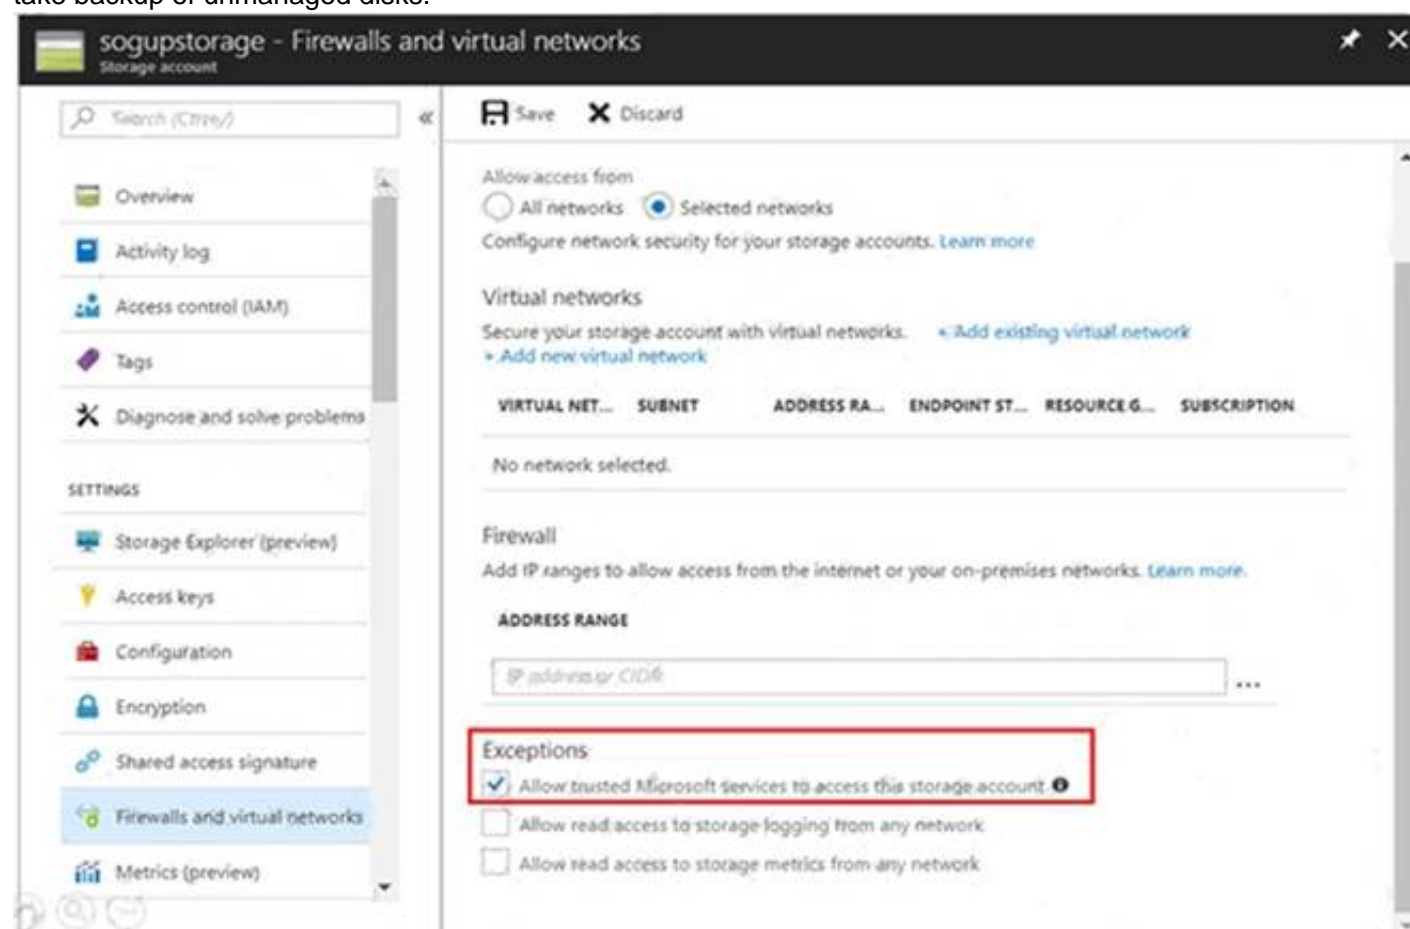 take backup of unmanaged disks.
sogupstorage - Firewalls and virtual networks
Storage account
Search (Ctrl+/)
Overview
Activity log
Access control (IAM)
Tags
Diagnose and solve problems
SETTINGS
Storage Explorer (preview)
Access keys
Configuration
Encryption
Shared access signature
Firewalls and virtual networks
Metrics (preview)
Save Discard
Allow access from
All networks Selected networks
Configure network security for your storage accounts. Learn more
Virtual networks
Secure your storage account with virtual networks. + Add existing virtual network
+ Add new virtual network
VIRTUAL NET... SUBNET ADDRESS RA... ENDPOINT ST... RESOURCE G... SUBSCRIPTION
No network selected.
Firewall
Add IP ranges to allow access from the internet or your on-premises networks. Learn more.
ADDRESS RANGE
IP address or CIDR
...
Exceptions
Allow trusted Microsoft services to access this storage account
Allow read access to storage logging from any network
Allow read access to storage metrics from any network